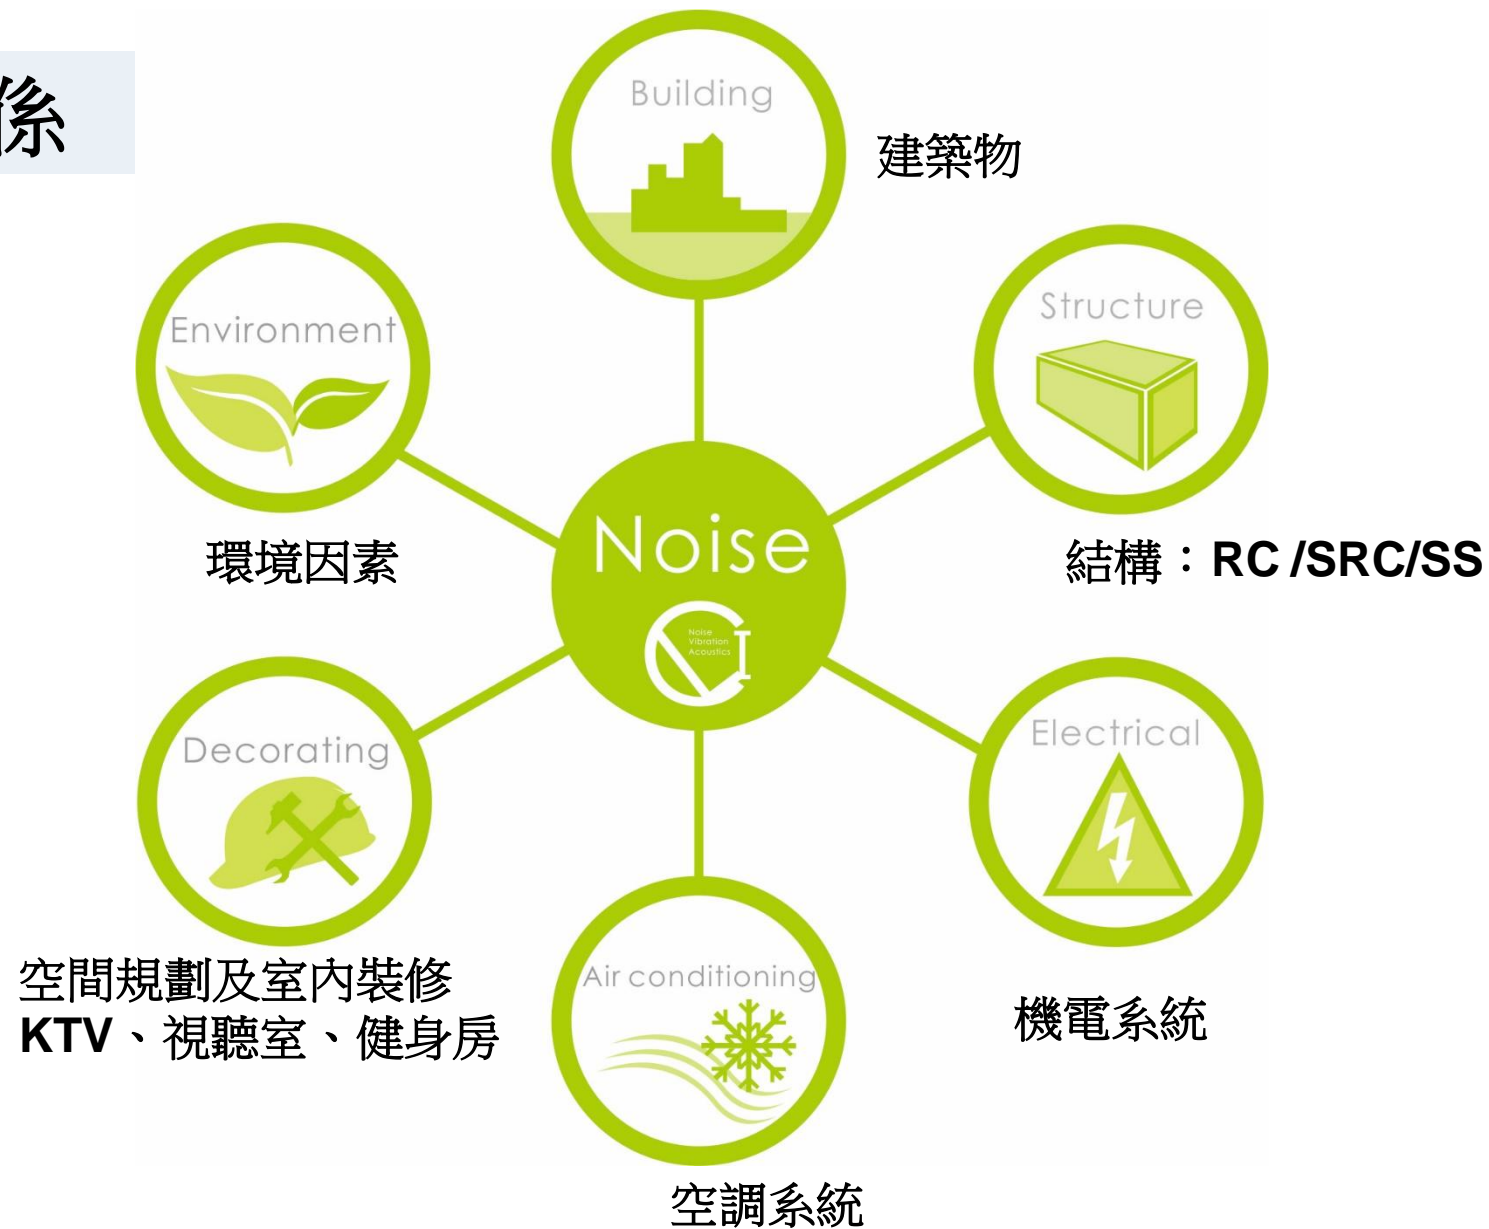 係
Building
建築物
Environment
環境因素
Structure
結構：RC /SRC/SS
Noise
Noise
Vibration
Acoustics
Decorating
空間規劃及室內裝修
KTV、視聽室、健身房
Electrical
機電系統
Air conditioning
空調系統